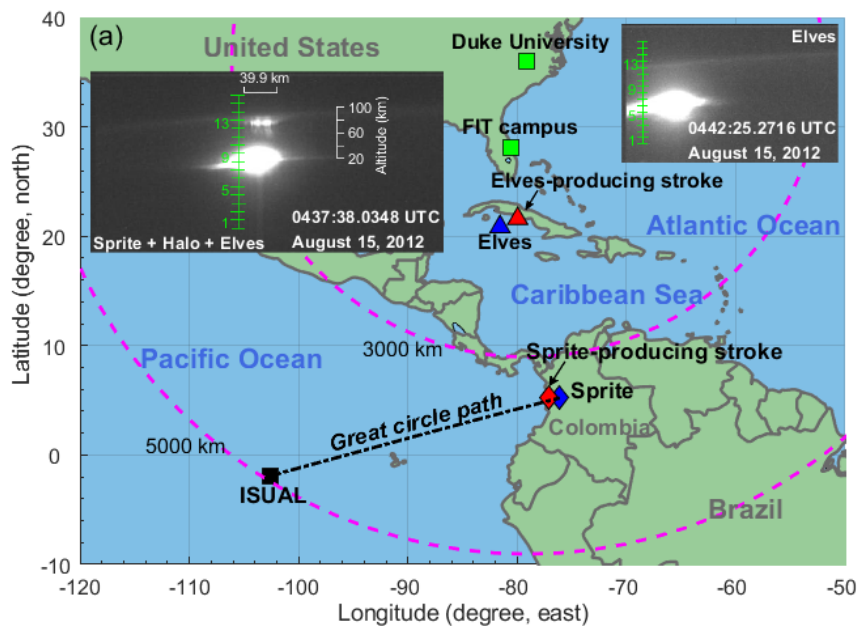 (a)
United States
Duke University
FIT campus
Elves-producing stroke
Elves
Atlantic Ocean
Caribbean Sea
Pacific Ocean
3000 km
5000 km
Sprite-producing stroke
Sprite
Great circle path
Colombia
ISUAL
Brazil
39.9 km
13
9
5
1
100
60
20
Altitude (km)
0437:38.0348 UTC
Sprite + Halo + Elves
August 15, 2012
Elves
13
9
5
1
0442:25.2716 UTC
August 15, 2012
40
30
20
10
0
-10
Latitude (degree, north)
-120 -110 -100 -90 -80 -70 -60 -50
Longitude (degree, east)